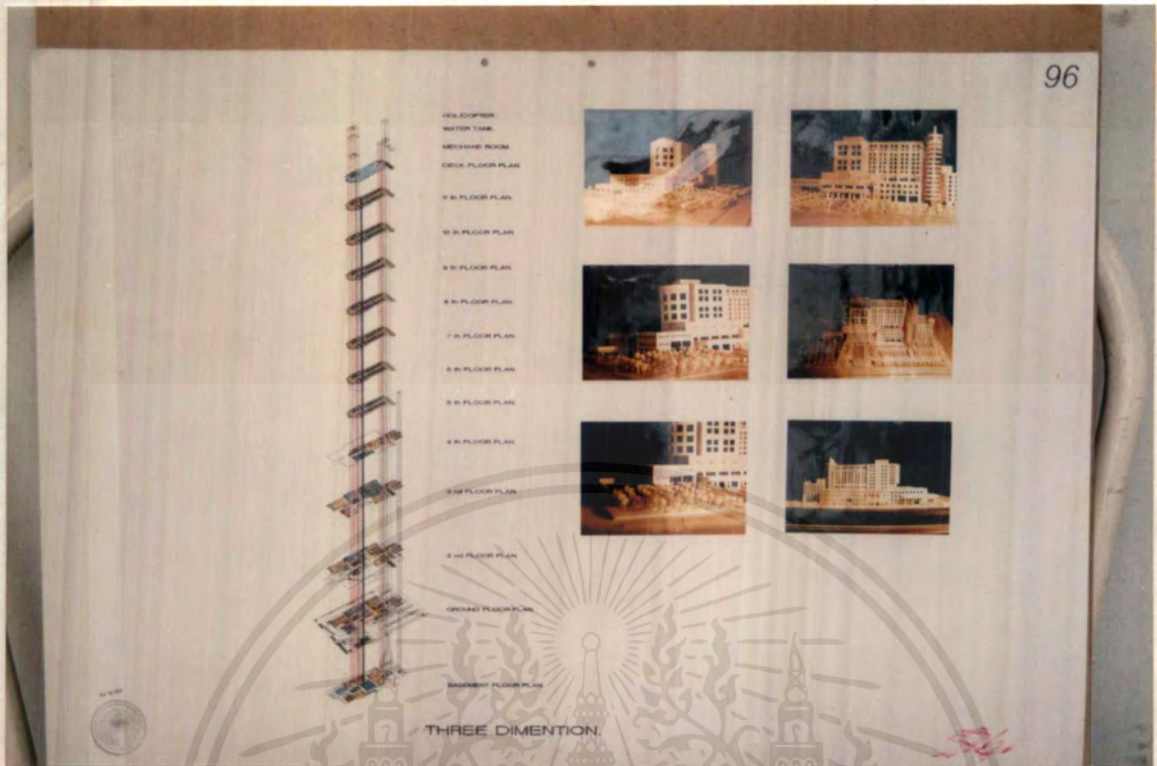 96
HOLICOPTER
WATER TANK
MECHANIC ROOM
DECK FLOOR PLAN
11 th FLOOR PLAN
10 th FLOOR PLAN
9 th FLOOR PLAN
8 th FLOOR PLAN
7 th FLOOR PLAN
6 th FLOOR PLAN
5 th FLOOR PLAN
4 th FLOOR PLAN
3 nd FLOOR PLAN
2 nd FLOOR PLAN
GROUND FLOOR PLAN
BASEMENT FLOOR PLAN
THREE DIMENTION.